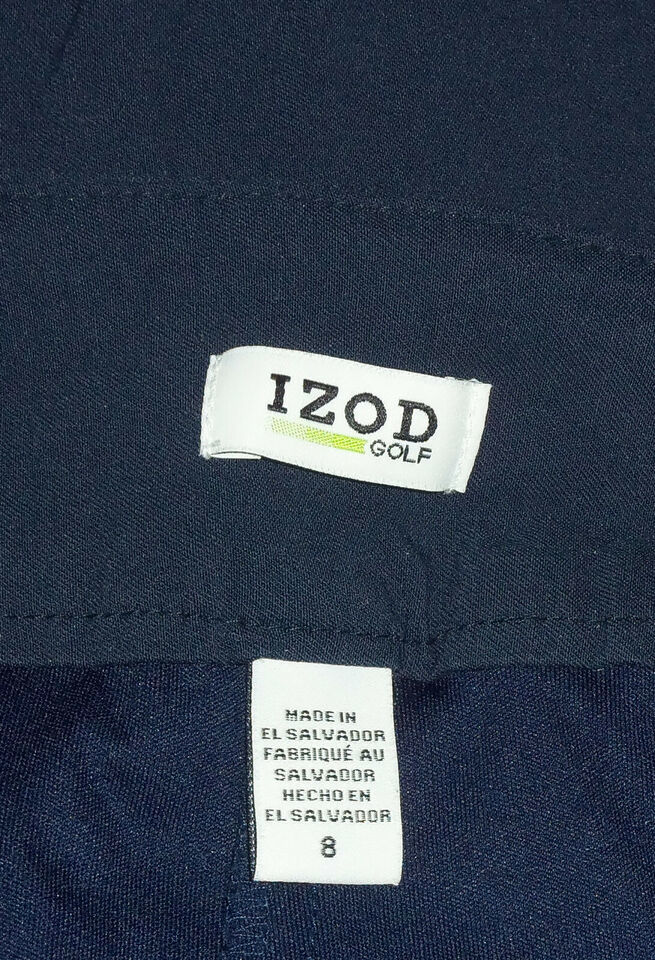 IZOD
GOLF
MADE IN
EL SALVADOR
FABRIQUÉ AU
SALVADOR
HECHO EN
EL SALVADOR
8